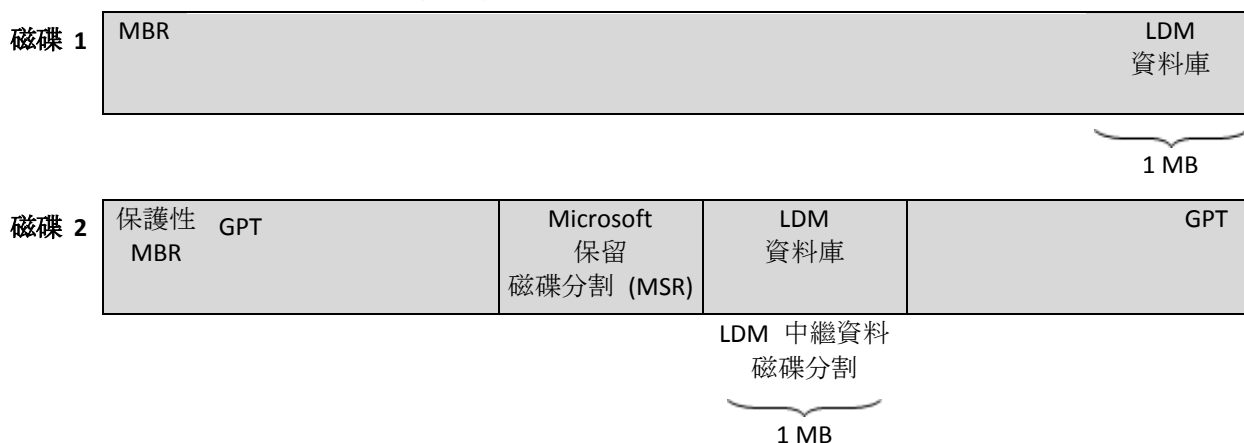 磁碟 1
MBR
LDM
資料庫
1 MB
磁碟 2
保護性
MBR
GPT
Microsoft
保留
磁碟分割 (MSR)
LDM
資料庫
GPT
LDM 中繼資料
磁碟分割
1 MB